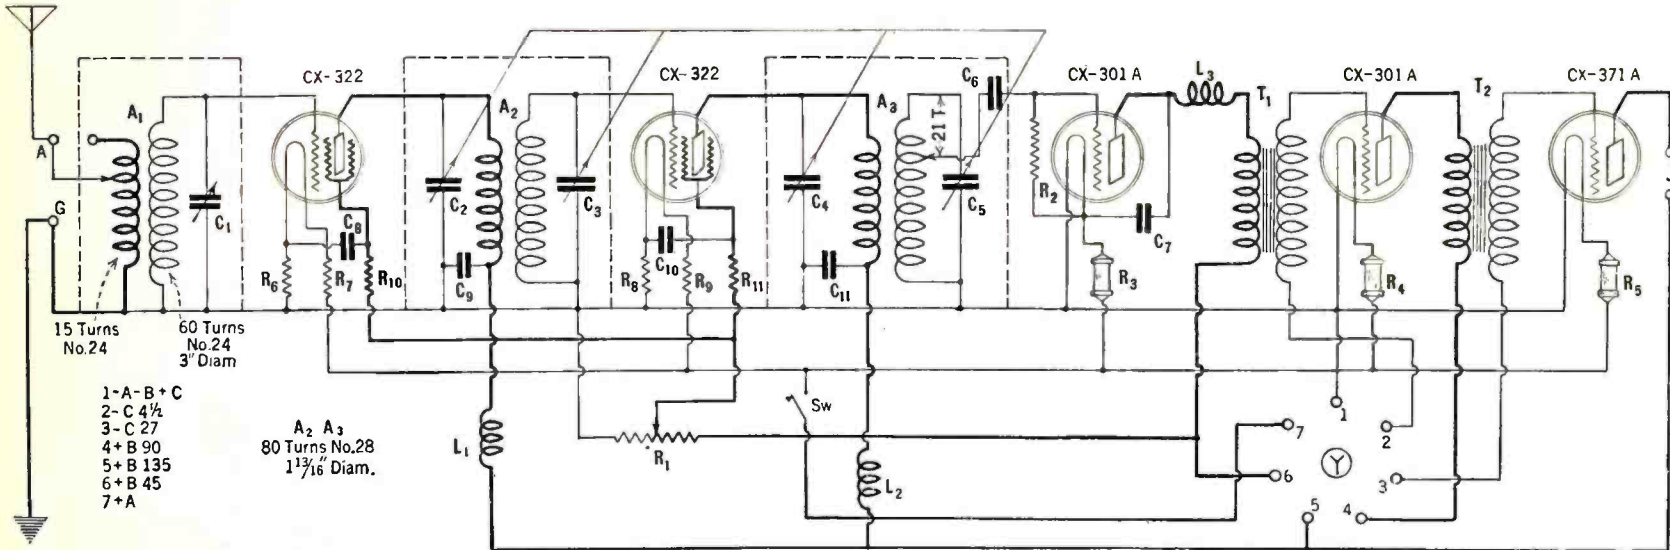 CX-322
CX-322
CX-301 A
CX-301 A
CX-371 A
A1
A2
A3
C6
L3
T1
T2
21 T
A
G
C1
C2
C3
C4
C5
R2
C7
C8
C9
C10
C11
R6
R7
R10
R8
R9
R11
R3
R4
R5
15 Turns
No.24
60 Turns
No.24
3" Diam
1-A-B+C
2-C 4½
3-C 27
4+B 90
5+B 135
6+B 45
7+A
A2 A3
80 Turns No.28
1 13/16" Diam.
L1
R1
Sw
L2
1
2
3
4
5
6
7
Y